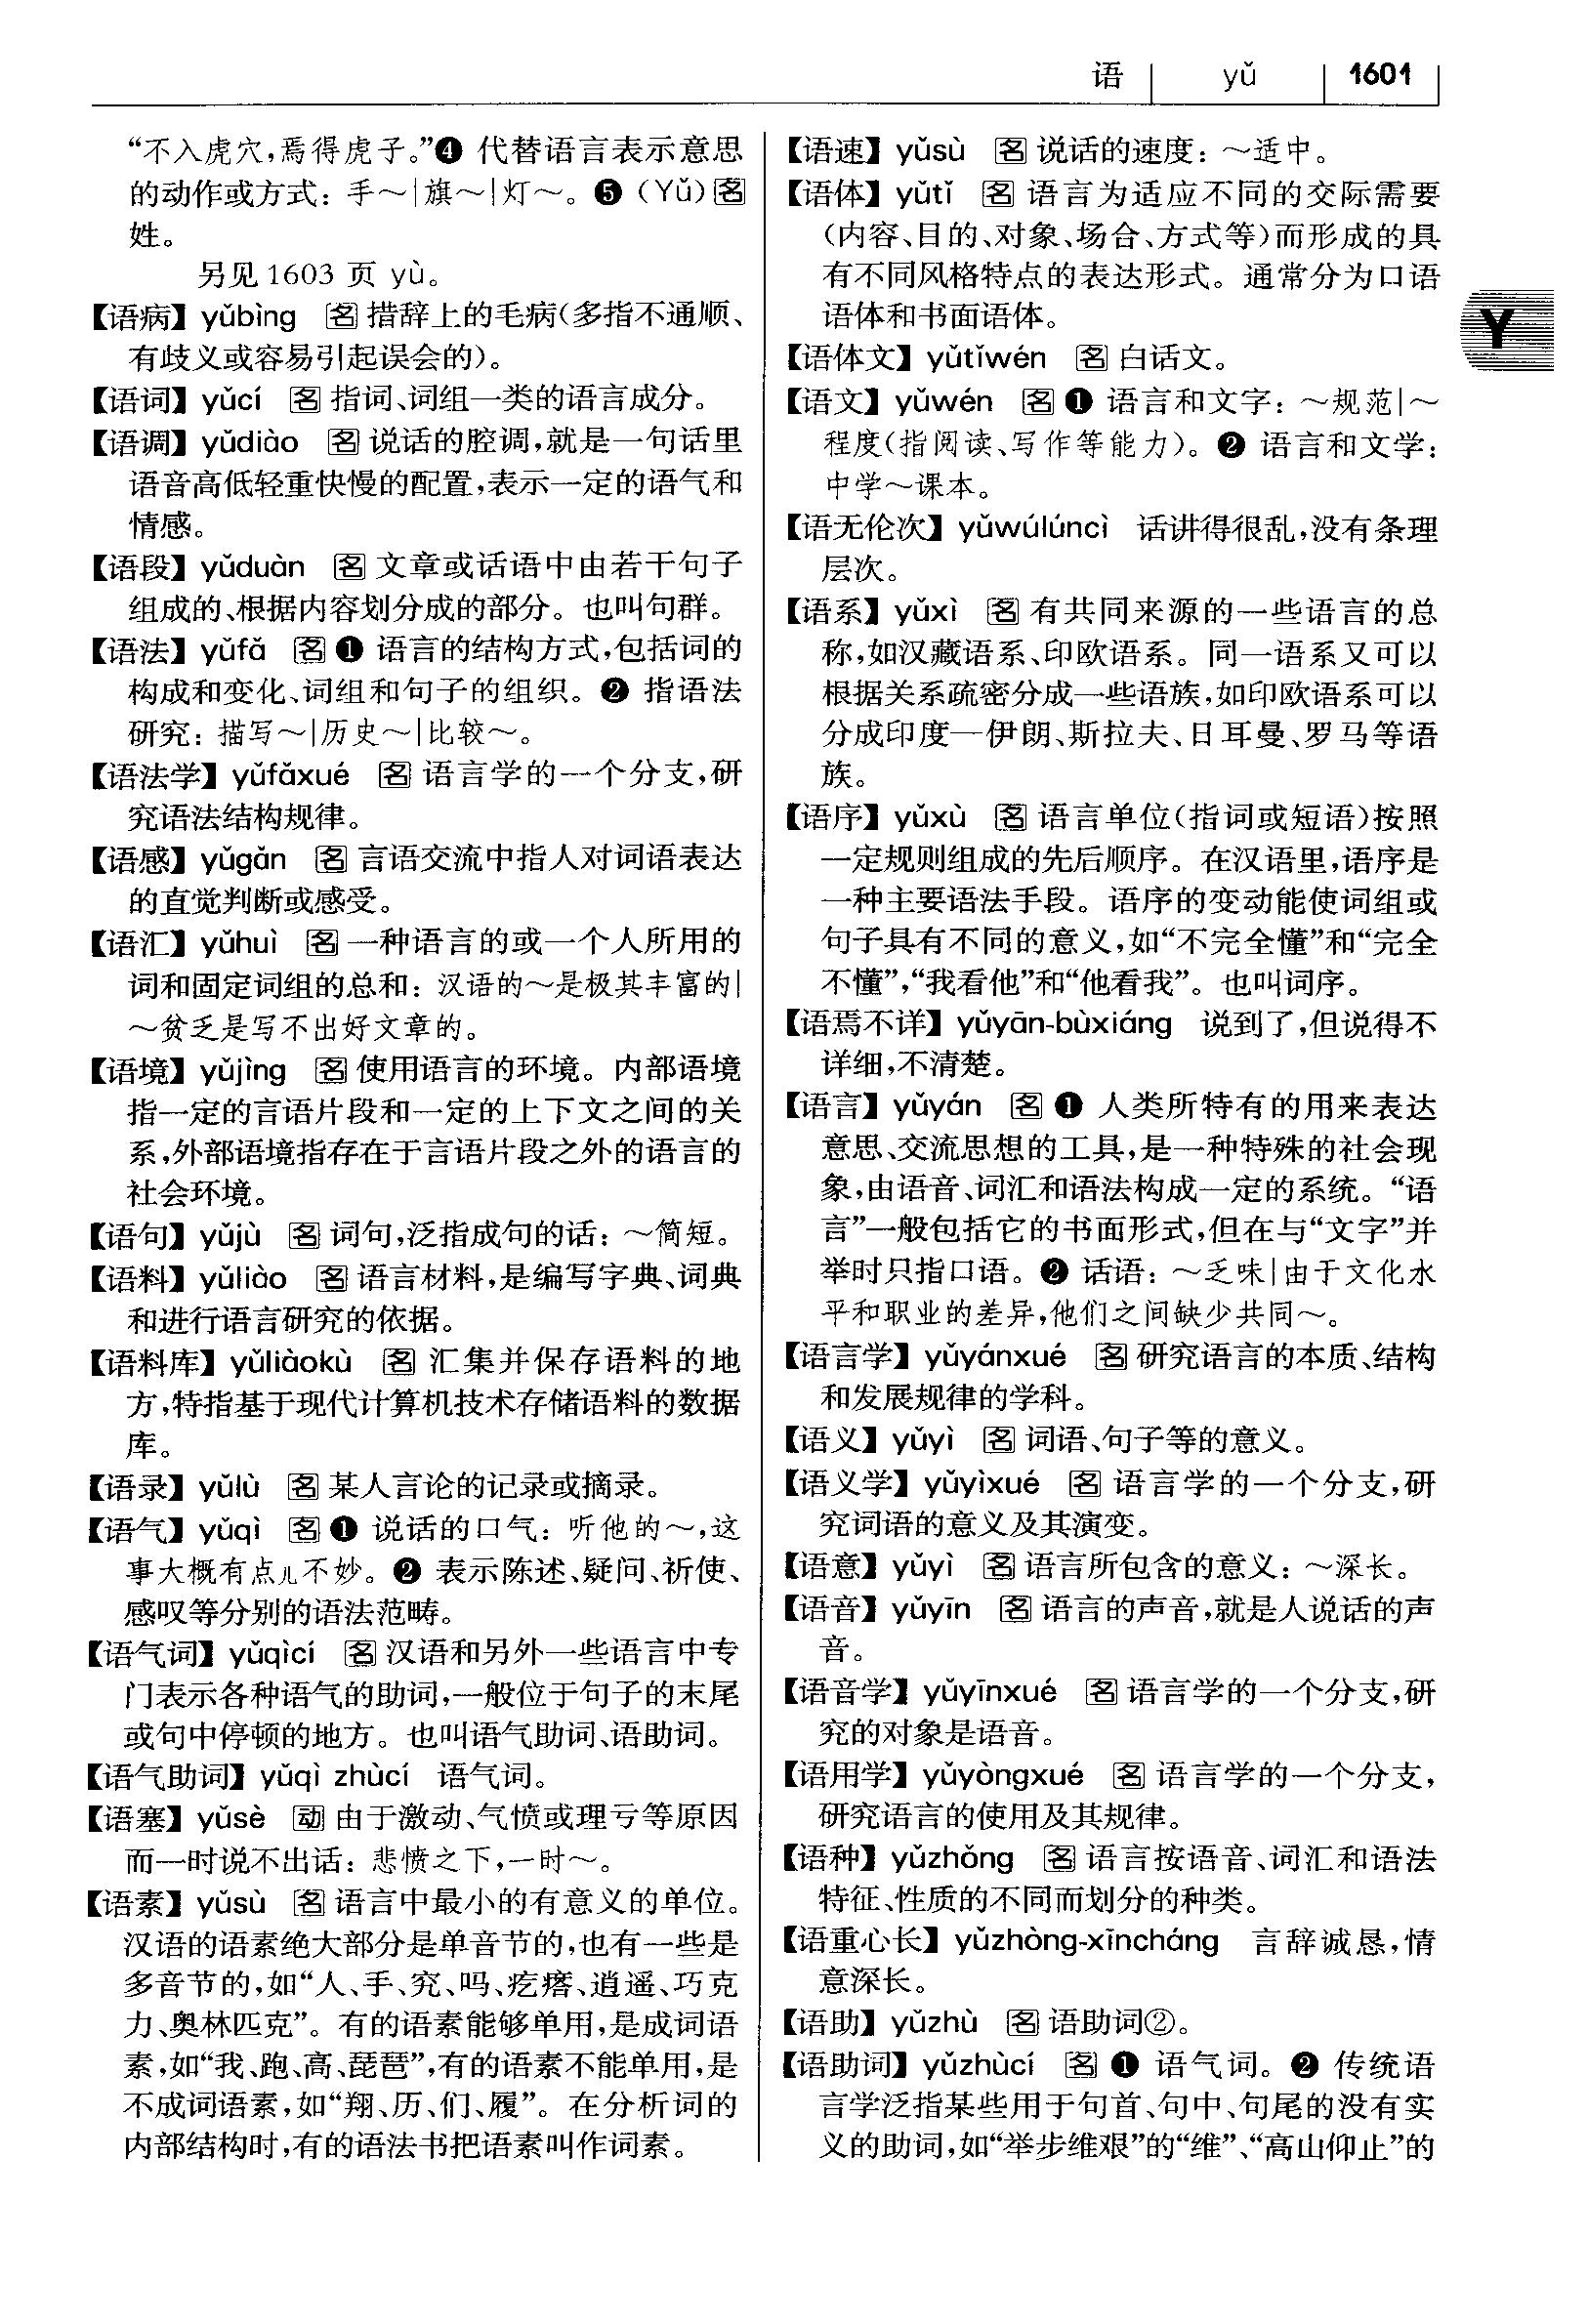 语 yǔ 1601
“不入虎穴,焉得虎子。”❹ 代替语言表示意思
的动作或方式：手～|旗～|灯～。❺（Yǔ）名
姓。
另见1603 页 yù。
【语病】yǔbìng 名 措辞上的毛病(多指不通顺、
有歧义或容易引起误会的)。
【语词】yǔcí 名 指词、词组一类的语言成分。
【语调】yǔdiào 名 说话的腔调,就是一句话里
语音高低轻重快慢的配置,表示一定的语气和
情感。
【语段】yǔduàn 名 文章或话语中由若干句子
组成的、根据内容划分成的部分。也叫句群。
【语法】yǔfǎ 名 ❶ 语言的结构方式,包括词的
构成和变化、词组和句子的组织。❷ 指语法
研究：描写～|历史～|比较～。
【语法学】yǔfǎxué 名 语言学的一个分支,研
究语法结构规律。
【语感】yǔgǎn 名 言语交流中指人对词语表达
的直觉判断或感受。
【语汇】yǔhuì 名 一种语言的或一个人所用的
词和固定词组的总和：汉语的～是极其丰富的|
～贫乏是写不出好文章的。
【语境】yǔjìng 名 使用语言的环境。内部语境
指一定的言语片段和一定的上下文之间的关
系,外部语境指存在于言语片段之外的语言的
社会环境。
【语句】yǔjù 名 词句,泛指成句的话：～简短。
【语料】yǔliào 名 语言材料,是编写字典、词典
和进行语言研究的依据。
【语料库】yǔliàokù 名 汇集并保存语料的地
方,特指基于现代计算机技术存储语料的数据
库。
【语录】yǔlù 名 某人言论的记录或摘录。
【语气】yǔqì 名 ❶ 说话的口气：听他的～,这
事大概有点儿不妙。❷ 表示陈述、疑问、祈使、
感叹等分别的语法范畴。
【语气词】yǔqìcí 名 汉语和另外一些语言中专
门表示各种语气的助词,一般位于句子的末尾
或句中停顿的地方。也叫语气助词、语助词。
【语气助词】yǔqì zhùcí 语气词。
【语塞】yǔsè 动 由于激动、气愤或理亏等原因
而一时说不出话：悲愤之下,一时～。
【语素】yǔsù 名 语言中最小的有意义的单位。
汉语的语素绝大部分是单音节的,也有一些是
多音节的,如“人、手、究、吗、疙瘩、逍遥、巧克
力、奥林匹克”。有的语素能够单用,是成词语
素,如“我、跑、高、琵琶”,有的语素不能单用,是
不成词语素,如“翔、历、们、履”。在分析词的
内部结构时,有的语法书把语素叫作词素。
【语速】yǔsù 名 说话的速度：～适中。
【语体】yǔtǐ 名 语言为适应不同的交际需要
(内容、目的、对象、场合、方式等)而形成的具
有不同风格特点的表达形式。通常分为口语
语体和书面语体。
【语体文】yǔtǐwén 名 白话文。
【语文】yǔwén 名 ❶ 语言和文字：～规范|～
程度(指阅读、写作等能力)。❷ 语言和文学：
中学～课本。
【语无伦次】yǔwúlúncì 话讲得很乱,没有条理
层次。
【语系】yǔxì 名 有共同来源的一些语言的总
称,如汉藏语系、印欧语系。同一语系又可以
根据关系疏密分成一些语族,如印欧语系可以
分成印度—伊朗、斯拉夫、日耳曼、罗马等语
族。
【语序】yǔxù 名 语言单位(指词或短语)按照
一定规则组成的先后顺序。在汉语里,语序是
一种主要语法手段。语序的变动能使词组或
句子具有不同的意义,如“不完全懂”和“完全
不懂”,“我看他”和“他看我”。也叫词序。
【语焉不详】yǔyān-bùxiáng 说到了,但说得不
详细,不清楚。
【语言】yǔyán 名 ❶ 人类所特有的用来表达
意思、交流思想的工具,是一种特殊的社会现
象,由语音、词汇和语法构成一定的系统。“语
言”一般包括它的书面形式,但在与“文字”并
举时只指口语。❷ 话语：～乏味|由于文化水
平和职业的差异,他们之间缺少共同～。
【语言学】yǔyánxué 名 研究语言的本质、结构
和发展规律的学科。
【语义】yǔyì 名 词语、句子等的意义。
【语义学】yǔyìxué 名 语言学的一个分支,研
究词语的意义及其演变。
【语意】yǔyì 名 语言所包含的意义：～深长。
【语音】yǔyīn 名 语言的声音,就是人说话的声
音。
【语音学】yǔyīnxué 名 语言学的一个分支,研
究的对象是语音。
【语用学】yǔyòngxué 名 语言学的一个分支,
研究语言的使用及其规律。
【语种】yǔzhǒng 名 语言按语音、词汇和语法
特征、性质的不同而划分的种类。
【语重心长】yǔzhòng-xīncháng 言辞诚恳,情
意深长。
【语助】yǔzhù 名 语助词②。
【语助词】yǔzhùcí 名 ❶ 语气词。❷ 传统语
言学泛指某些用于句首、句中、句尾的没有实
义的助词,如“举步维艰”的“维”、“高山仰止”的
Y